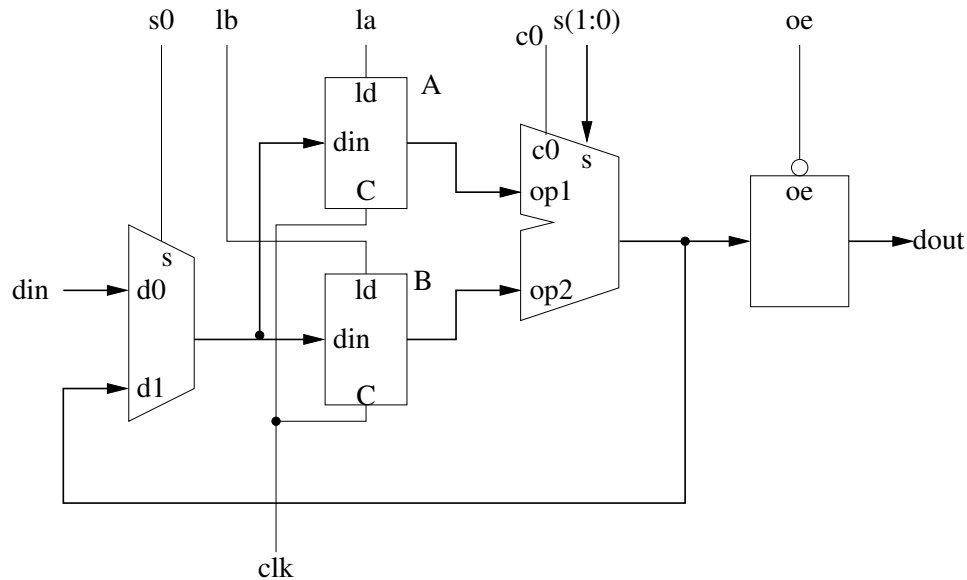 s0 lb la c0 s(1:0) oe
ld A
din c0 s
C op1 oe
s dout
din d0 ld B op2
din
d1 C
clk